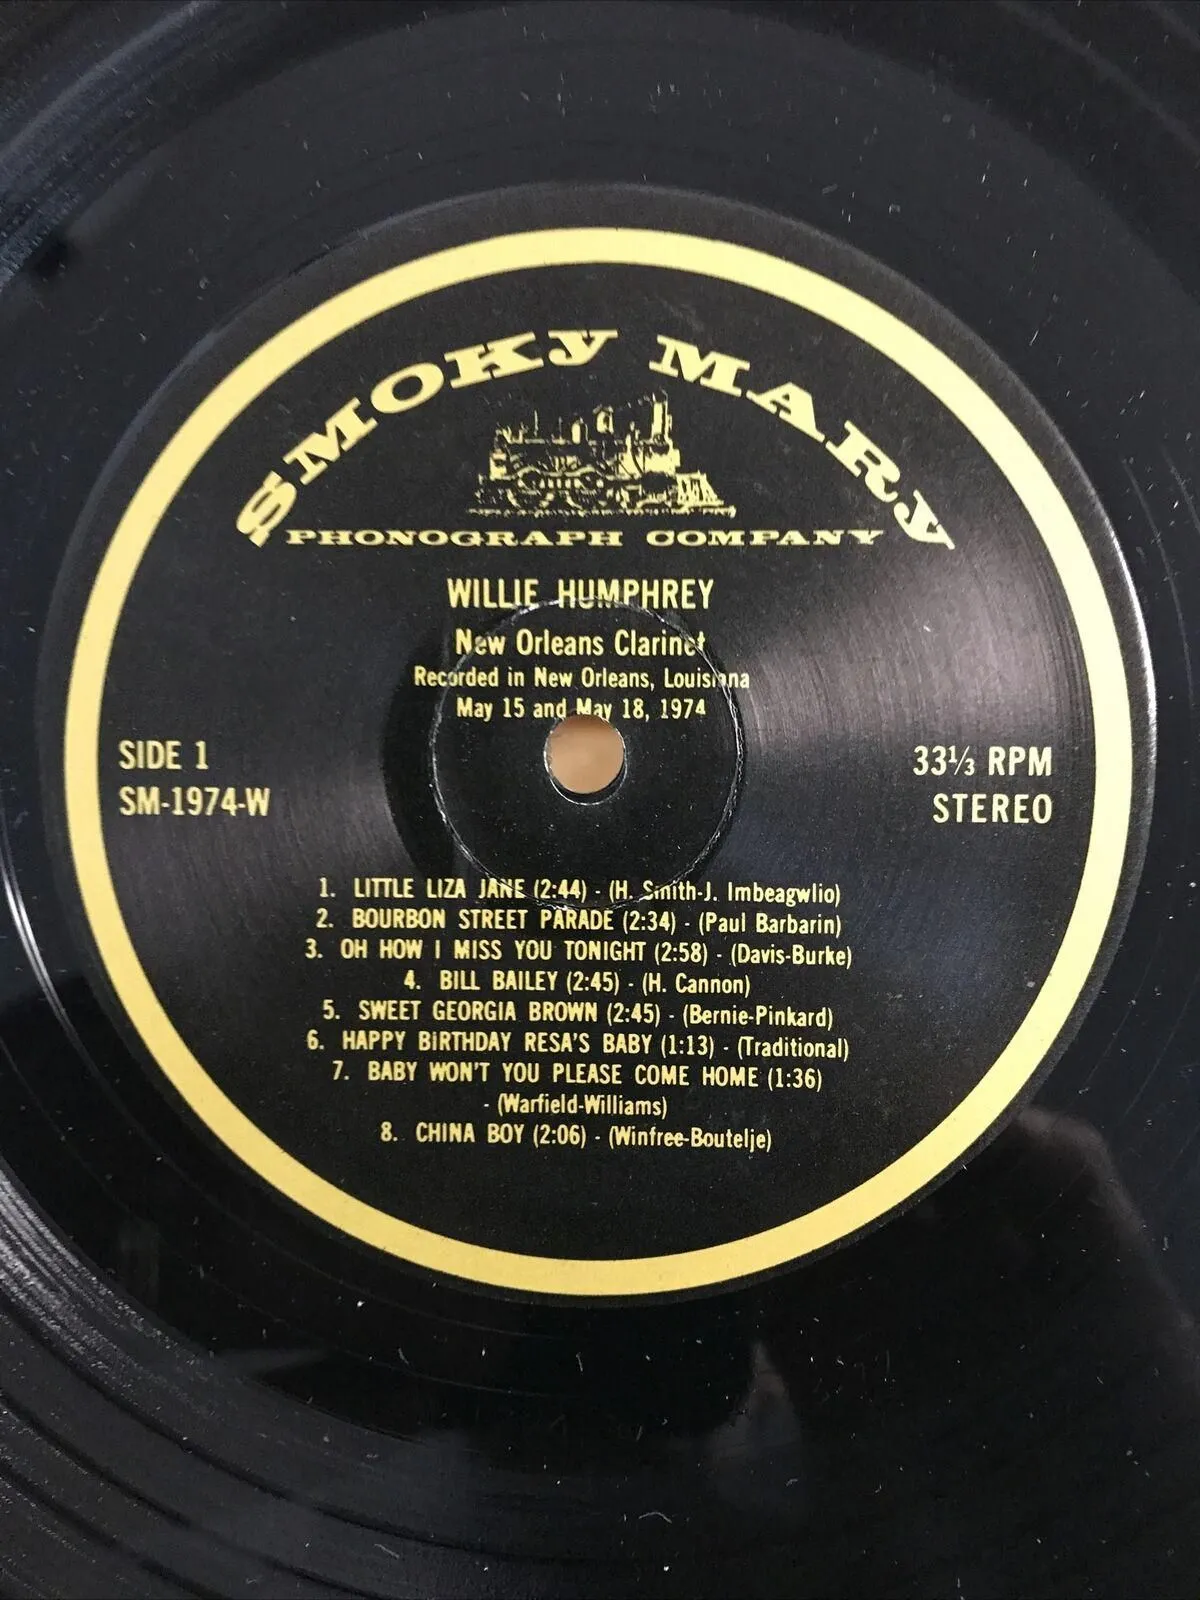 SMOKY MARY
PHONOGRAPH COMPANY
WILLIE HUMPHREY
New Orleans Clarinet
Recorded in New Orleans, Louisiana
May 15 and May 18, 1974
SIDE 1
SM-1974-W
33⅓ RPM
STEREO
1. LITTLE LIZA JANE (2:44) - (H. Smith-J. Imbeagwlio)
2. BOURBON STREET PARADE (2:34) - (Paul Barbarin)
3. OH HOW I MISS YOU TONIGHT (2:58) - (Davis-Burke)
4. BILL BAILEY (2:45) - (H. Cannon)
5. SWEET GEORGIA BROWN (2:45) - (Bernie-Pinkard)
6. HAPPY BIRTHDAY RESA'S BABY (1:13) - (Traditional)
7. BABY WON'T YOU PLEASE COME HOME (1:36)
- (Warfield-Williams)
8. CHINA BOY (2:06) - (Winfree-Boutelje)